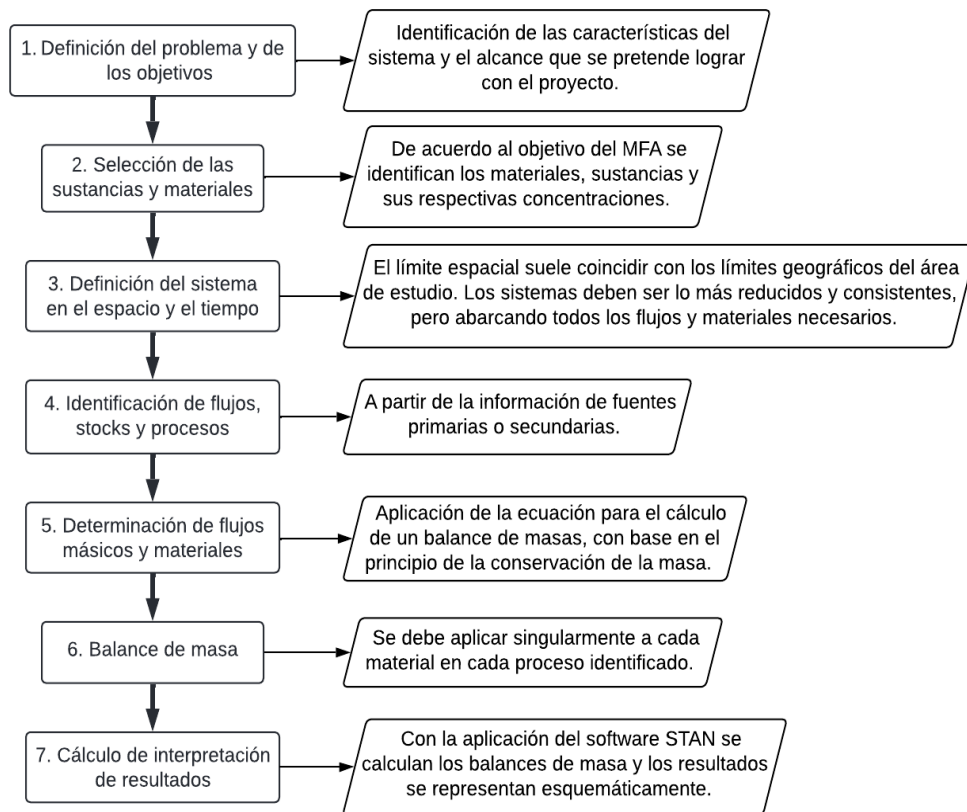 1. Definición del problema y de
los objetivos
Identificación de las características del
sistema y el alcance que se pretende lograr
con el proyecto.
2. Selección de las
sustancias y materiales
De acuerdo al objetivo del MFA se
identifican los materiales, sustancias y
sus respectivas concentraciones.
3. Definición del sistema
en el espacio y el tiempo
El límite espacial suele coincidir con los límites geográficos del área
de estudio. Los sistemas deben ser lo más reducidos y consistentes,
pero abarcando todos los flujos y materiales necesarios.
4. Identificación de flujos,
stocks y procesos
A partir de la información de fuentes
primarias o secundarias.
5. Determinación de flujos
másicos y materiales
Aplicación de la ecuación para el cálculo
de un balance de masas, con base en el
principio de la conservación de la masa.
6. Balance de masa
Se debe aplicar singularmente a cada
material en cada proceso identificado.
7. Cálculo de interpretación
de resultados
Con la aplicación del software STAN se
calculan los balances de masa y los resultados
se representan esquemáticamente.